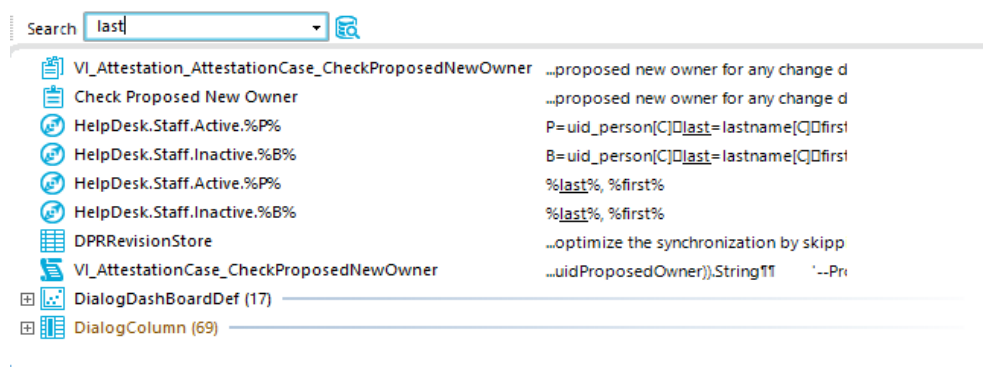 Search last
VI_Attestation_AttestationCase_CheckProposedNewOwner ...proposed new owner for any change d
Check Proposed New Owner ...proposed new owner for any change d
HelpDesk.Staff.Active.%P% P=uid_person[C]□last=lastname[C]□first
HelpDesk.Staff.Inactive.%B% B=uid_person[C]□last=lastname[C]□first
HelpDesk.Staff.Active.%P% %last%, %first%
HelpDesk.Staff.Inactive.%B% %last%, %first%
DPRRevisionStore ...optimize the synchronization by skipp
VI_AttestationCase_CheckProposedNewOwner ...uidProposedOwner)).String¶¶ '--Pro
DialogDashBoardDef (17)
DialogColumn (69)